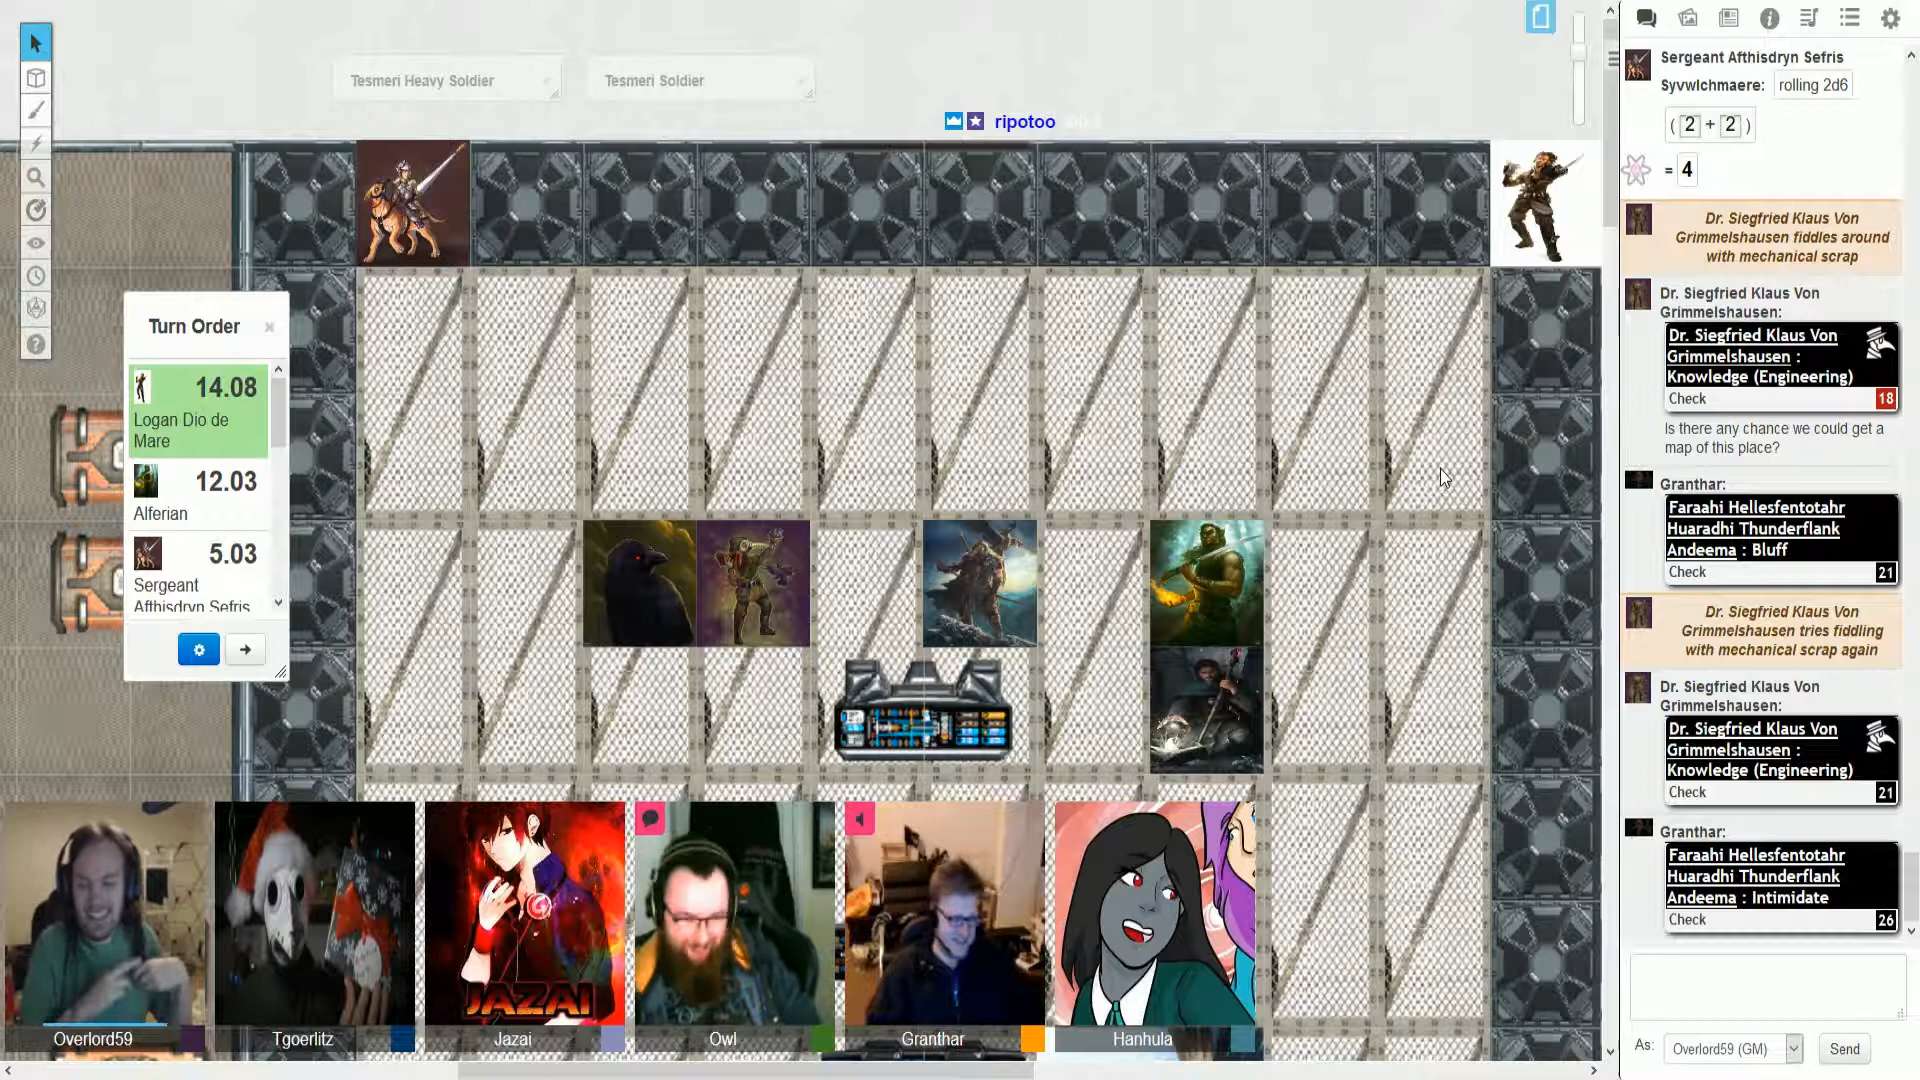 Tesmeri Heavy Soldier
Tesmeri Soldier
ripotoo
Turn Order
14.08
Logan Dio de
Mare
12.03
Alferian
5.03
Sergeant
Afthisdryn Sefris
Overlord59
Tgoerlitz
JAZAI
Jazai
Owl
Granthar
Hanhula
Sergeant Afthisdryn Sefris
Syvwlchmaere: rolling 2d6
( 2 + 2 )
= 4
Dr. Siegfried Klaus Von
Grimmelshausen fiddles around
with mechanical scrap
Dr. Siegfried Klaus Von
Grimmelshausen:
Dr. Siegfried Klaus Von
Grimmelshausen :
Knowledge (Engineering)
Check 18
Is there any chance we could get a
map of this place?
Granthar:
Faraahi Hellesfentotahr
Huaradhi Thunderflank
Andeema : Bluff
Check 21
Dr. Siegfried Klaus Von
Grimmelshausen tries fiddling
with mechanical scrap again
Dr. Siegfried Klaus Von
Grimmelshausen:
Dr. Siegfried Klaus Von
Grimmelshausen :
Knowledge (Engineering)
Check 21
Granthar:
Faraahi Hellesfentotahr
Huaradhi Thunderflank
Andeema : Intimidate
Check 26
As: Overlord59 (GM) Send